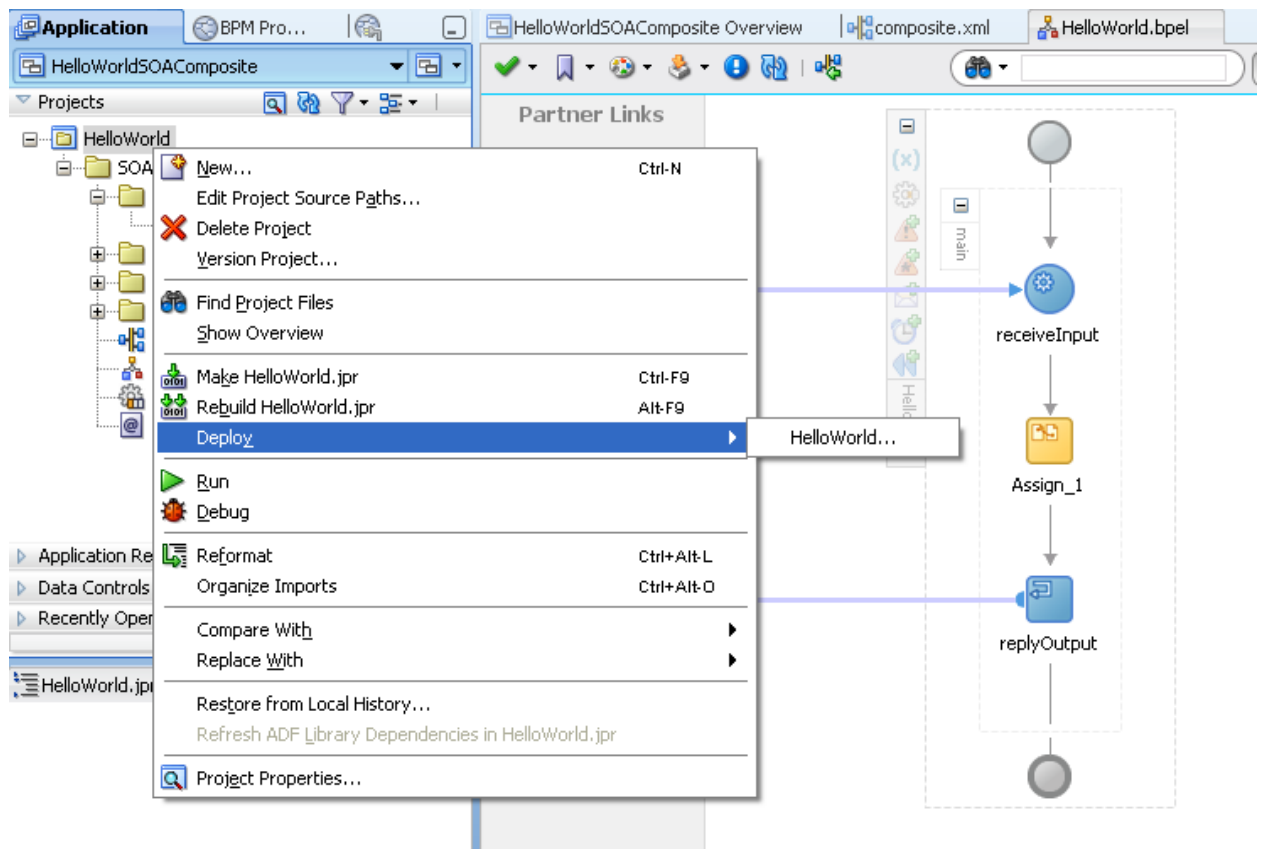 Application
BPM Pro...
HelloWorldSOAComposite Overview
composite.xml
HelloWorld.bpel
HelloWorldSOAComposite
Projects
Partner Links
HelloWorld
SOA
New... Ctrl-N
Edit Project Source Paths...
Delete Project
Version Project...
Find Project Files
Show Overview
Make HelloWorld.jpr Ctrl-F9
Rebuild HelloWorld.jpr Alt-F9
Deploy
HelloWorld...
Run
Debug
Reformat Ctrl+Alt-L
Organize Imports Ctrl+Alt-O
Compare With
Replace With
Restore from Local History...
Refresh ADF Library Dependencies in HelloWorld.jpr
Project Properties...
Application Re
Data Controls
Recently Oper
HelloWorld.jpr
(x)
main
Hello
receiveInput
Assign_1
replyOutput